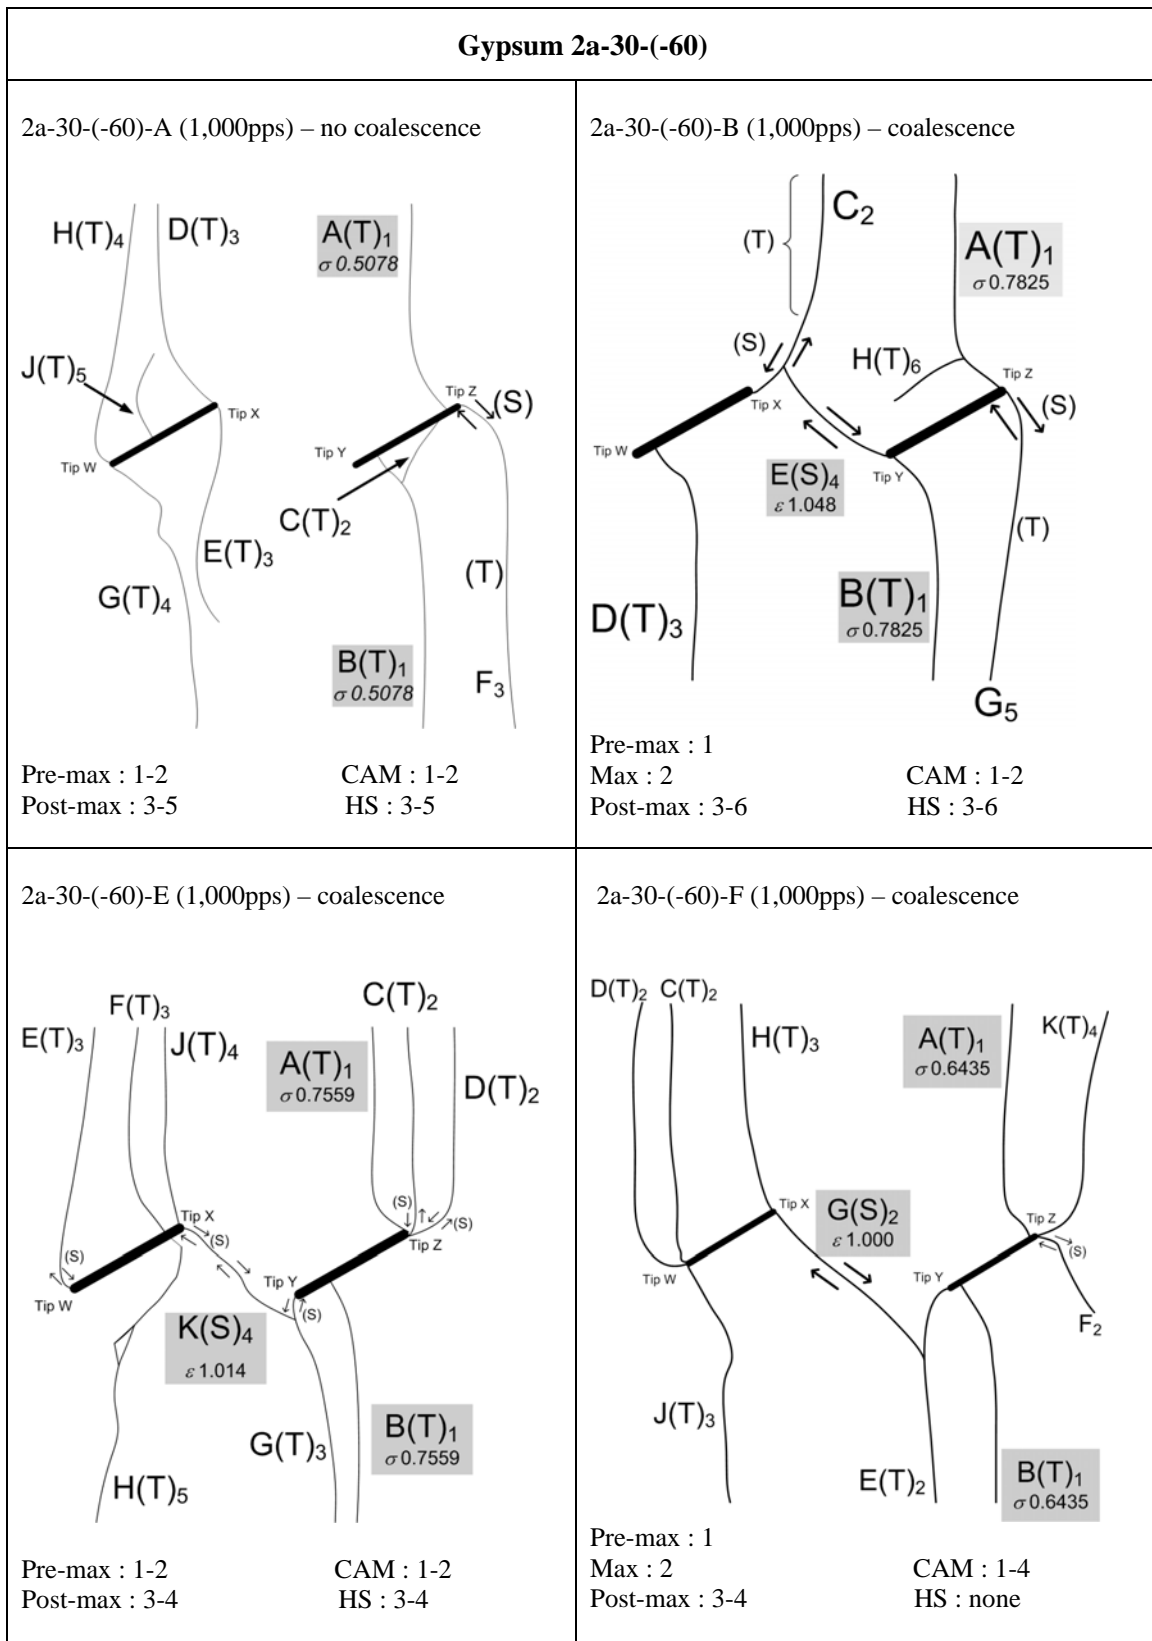 Gypsum 2a-30-(-60)
2a-30-(-60)-A (1,000pps) – no coalescence
H(T)4
D(T)3
A(T)1
σ 0.5078
J(T)5
Tip X
Tip Z
(S)
Tip W
Tip Y
C(T)2
E(T)3
G(T)4
(T)
B(T)1
σ 0.5078
F3
Pre-max : 1-2
CAM : 1-2
Post-max : 3-5
HS : 3-5
2a-30-(-60)-B (1,000pps) – coalescence
C2
(T)
A(T)1
σ 0.7825
(S)
H(T)6
Tip Z
Tip X
(S)
Tip W
Tip Y
E(S)4
ε 1.048
(T)
D(T)3
B(T)1
σ 0.7825
G5
Pre-max : 1
Max : 2
CAM : 1-2
Post-max : 3-6
HS : 3-6
2a-30-(-60)-E (1,000pps) – coalescence
C(T)2
F(T)3
E(T)3
J(T)4
A(T)1
σ 0.7559
D(T)2
(S)
Tip X
(S)
(S)
(S)
Tip Z
Tip Y
Tip W
(S)
K(S)4
ε 1.014
G(T)3
B(T)1
σ 0.7559
H(T)5
Pre-max : 1-2
CAM : 1-2
Post-max : 3-4
HS : 3-4
2a-30-(-60)-F (1,000pps) – coalescence
D(T)2
C(T)2
H(T)3
A(T)1
σ 0.6435
K(T)4
Tip X
G(S)2
ε 1.000
Tip Z
(S)
Tip W
Tip Y
F2
J(T)3
E(T)2
B(T)1
σ 0.6435
Pre-max : 1
Max : 2
CAM : 1-4
Post-max : 3-4
HS : none